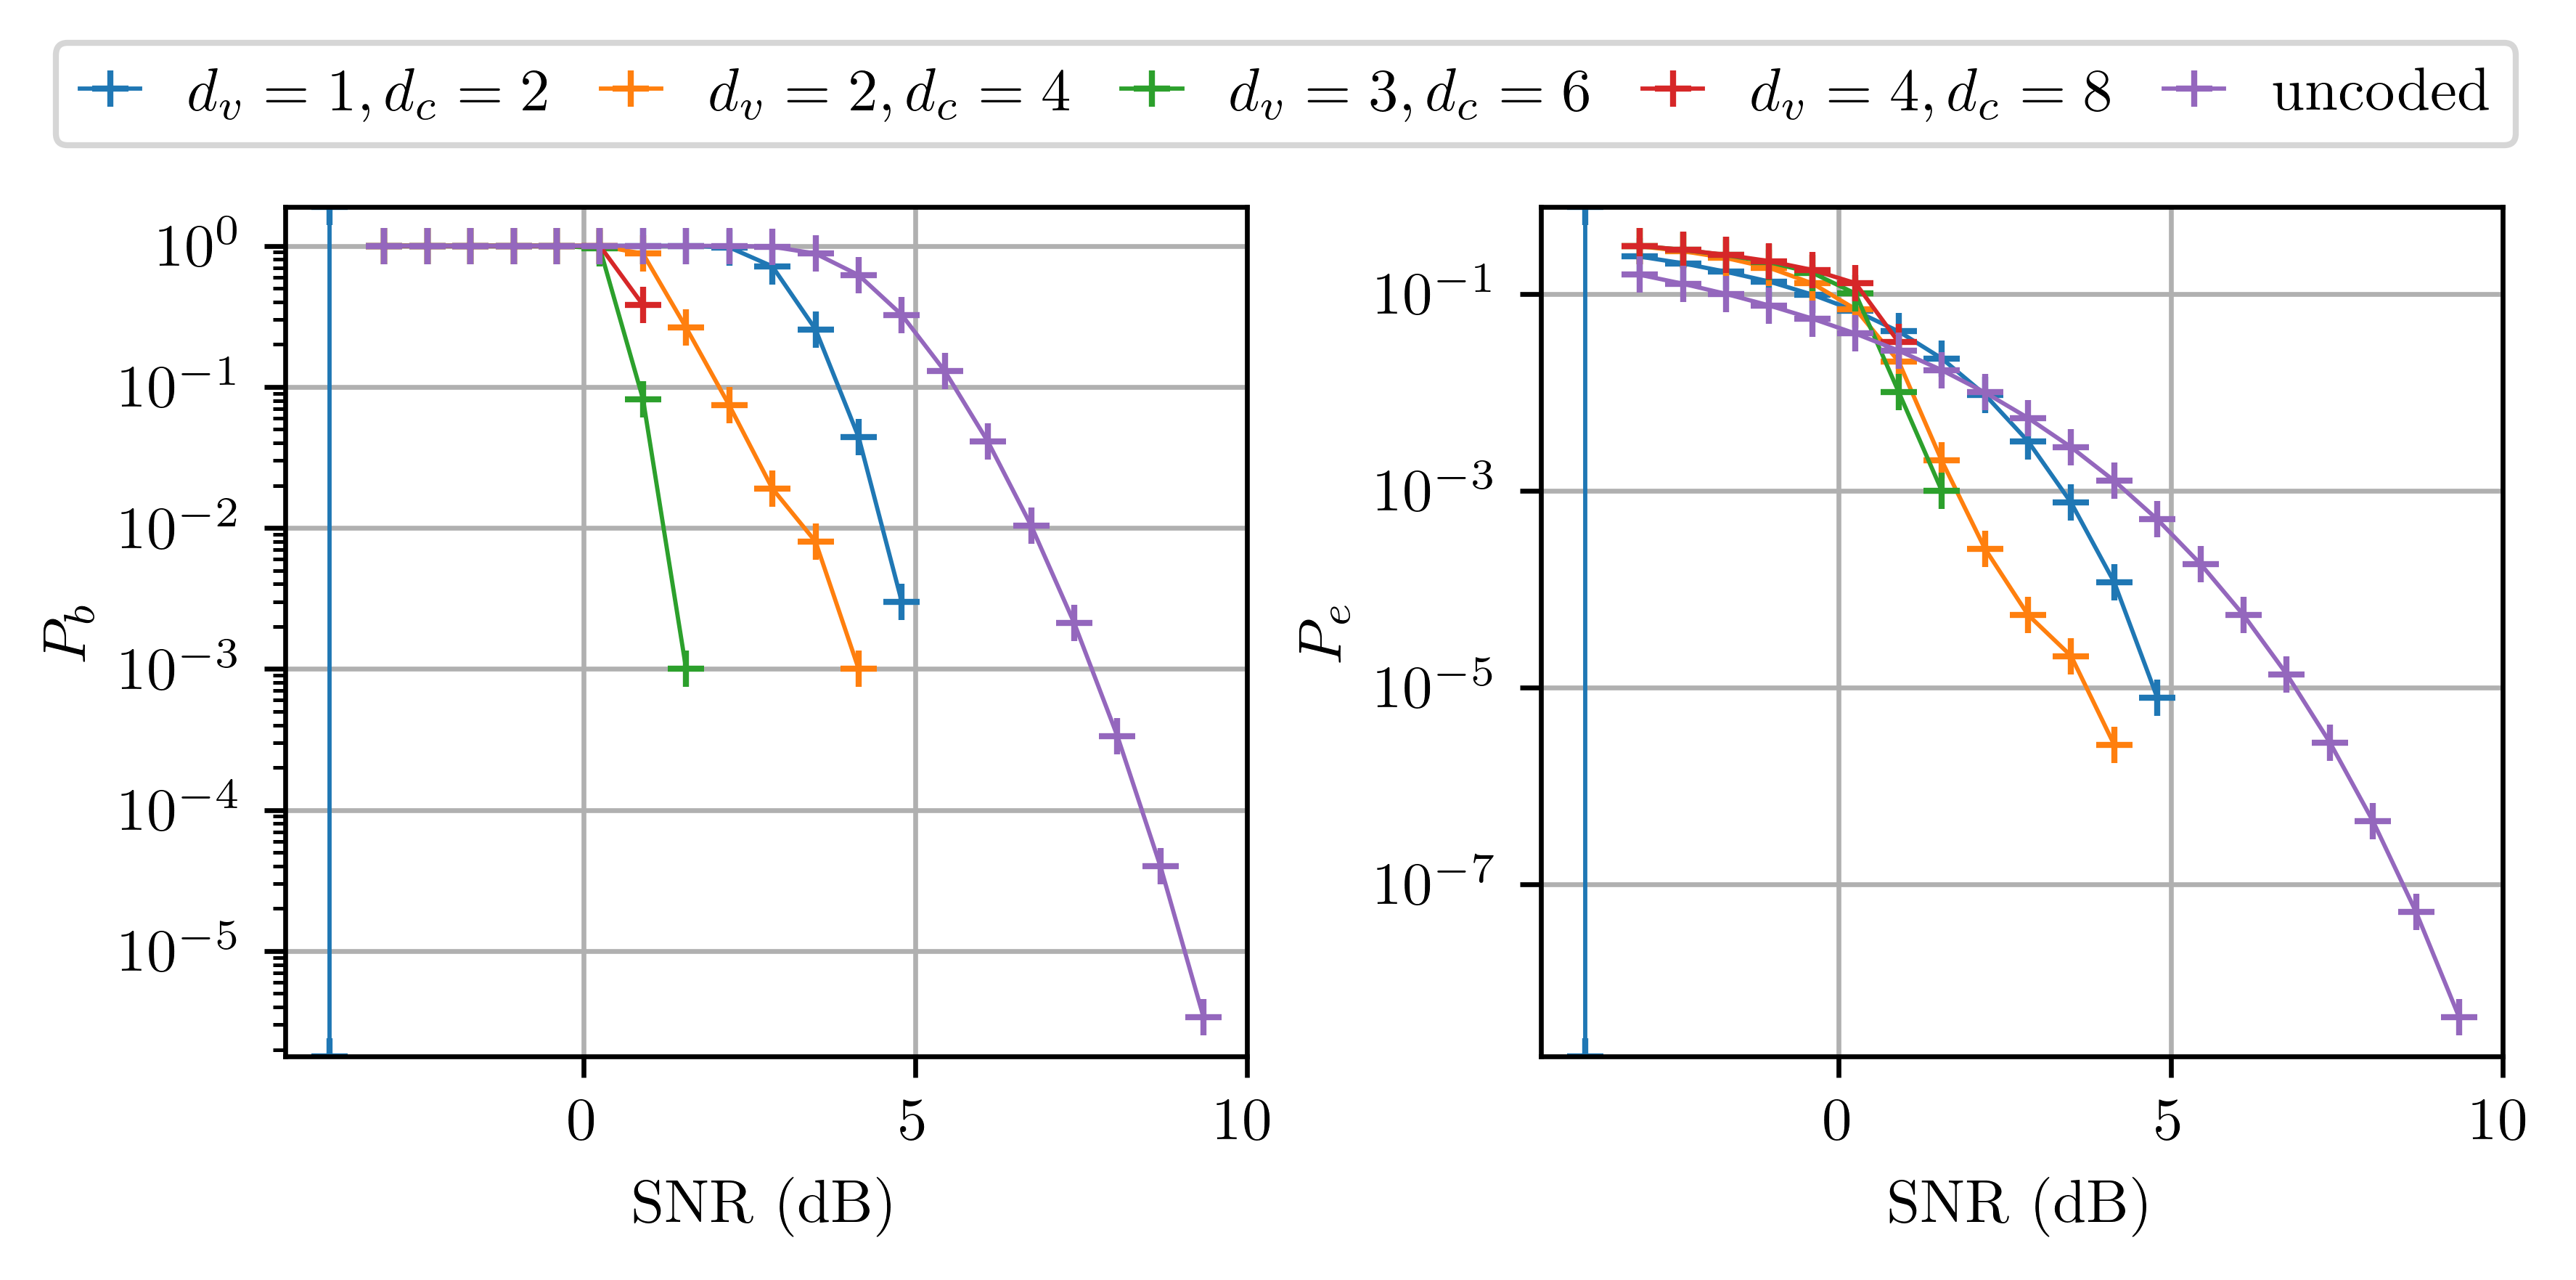 d_v = 1, d_c = 2 d_v = 2, d_c = 4 d_v = 3, d_c = 6 d_v = 4, d_c = 8 uncoded
10^0
10^{-1}
10^{-2}
10^{-3}
10^{-4}
10^{-5}
P_b
0 5 10
SNR (dB)
10^{-1}
10^{-3}
10^{-5}
10^{-7}
P_e
0 5 10
SNR (dB)